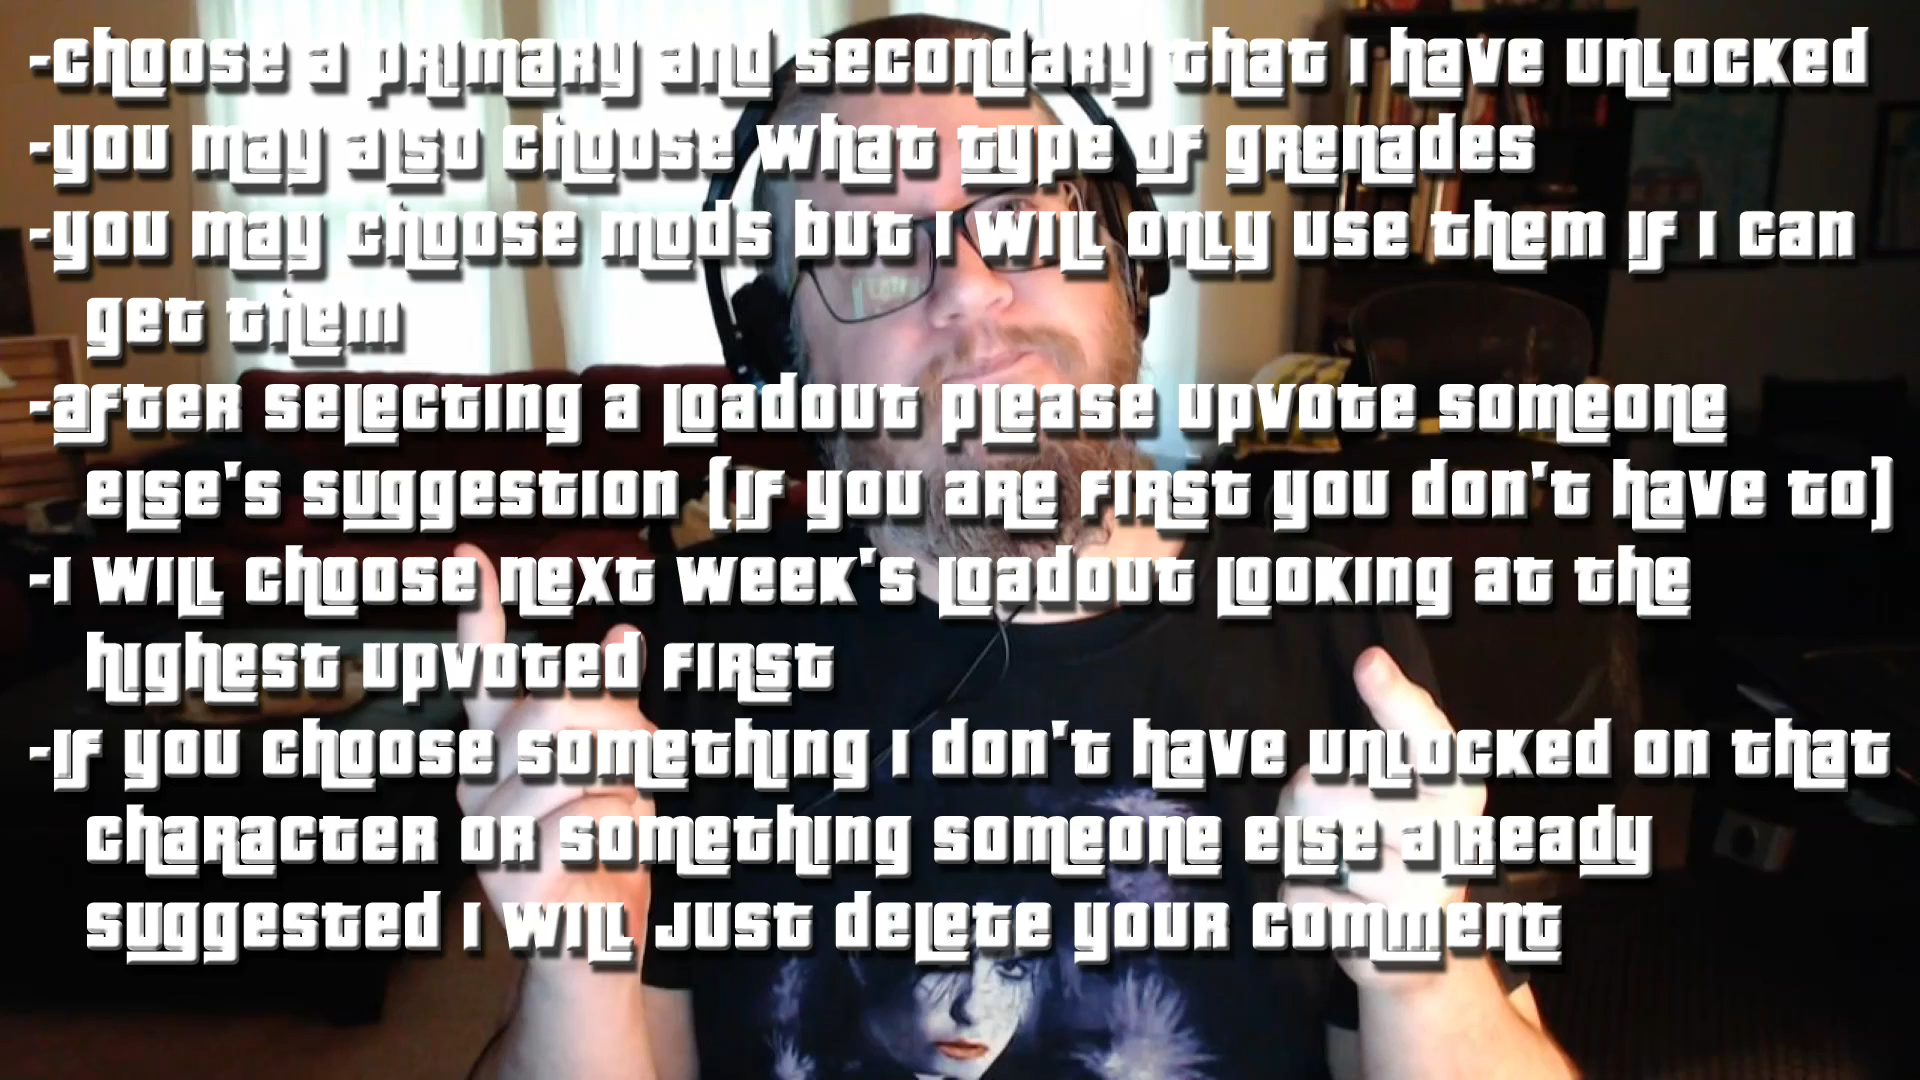 -choose a primary and secondary that I have unlocked
-you may also choose what type of grenades
-you may choose mods but I will only use them if I can
get them
-after selecting a loadout please upvote someone
else's suggestion (if you are first you don't have to)
-I will choose next week's loadout looking at the
highest upvoted first
-If you choose something I don't have unlocked on that
character or something someone else already
suggested I will just delete your comment